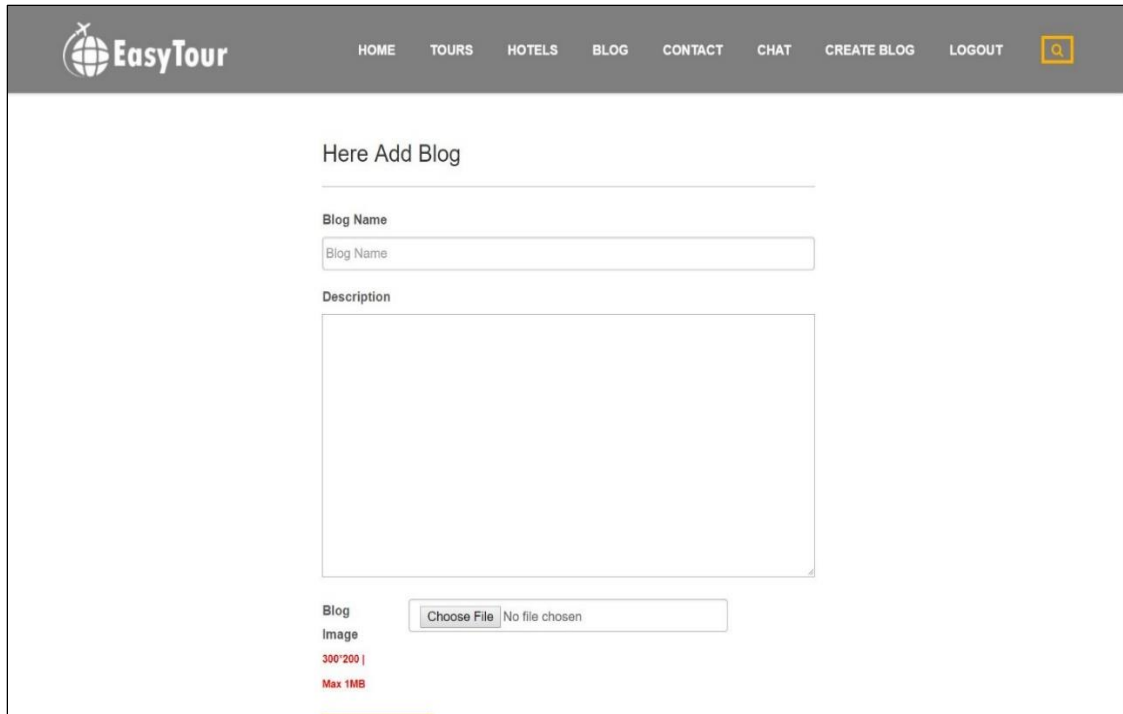 EasyTour
HOME TOURS HOTELS BLOG CONTACT CHAT CREATE BLOG LOGOUT
Here Add Blog
Blog Name
Blog Name
Description
Blog
Image
Choose File No file chosen
300*200 |
Max 1MB